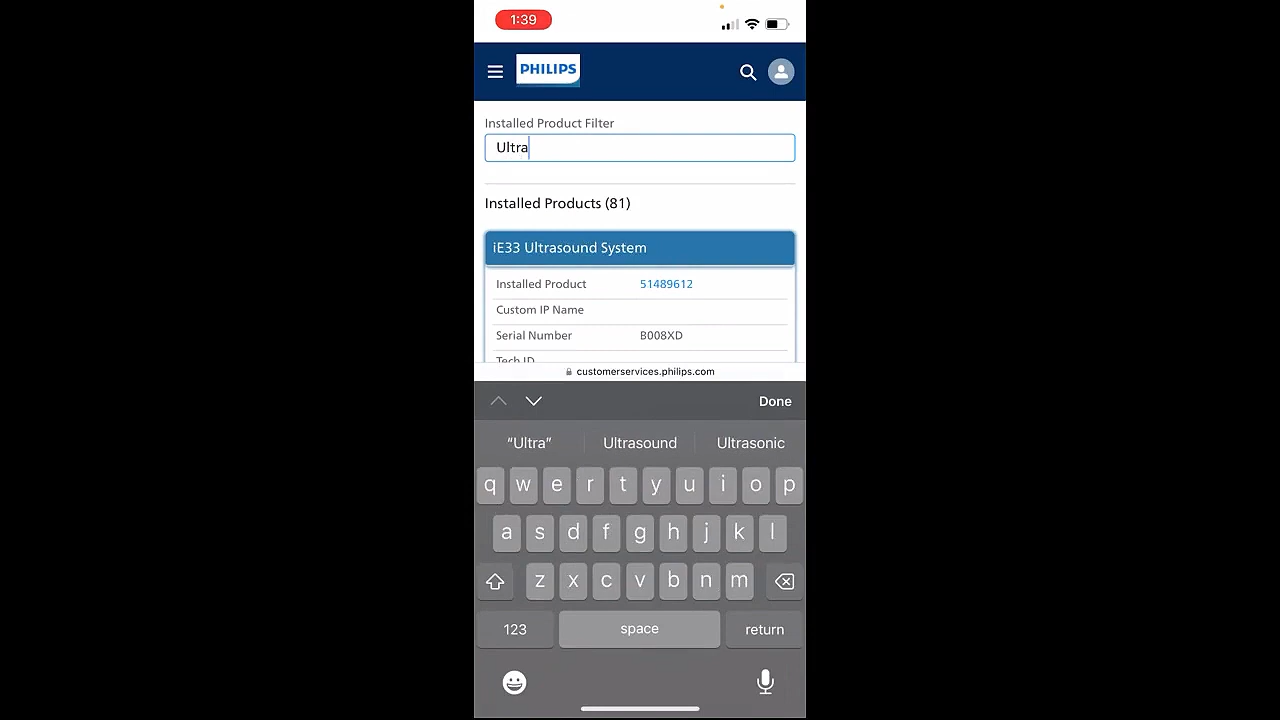 1:39
PHILIPS
Installed Product Filter
Ultra
Installed Products (81)
iE33 Ultrasound System
Installed Product 51489612
Custom IP Name
Serial Number B008XD
Tech ID
customerservices.philips.com
Done
“Ultra” Ultrasound Ultrasonic
q w e r t y u i o p
a s d f g h j k l
z x c v b n m
123 space return